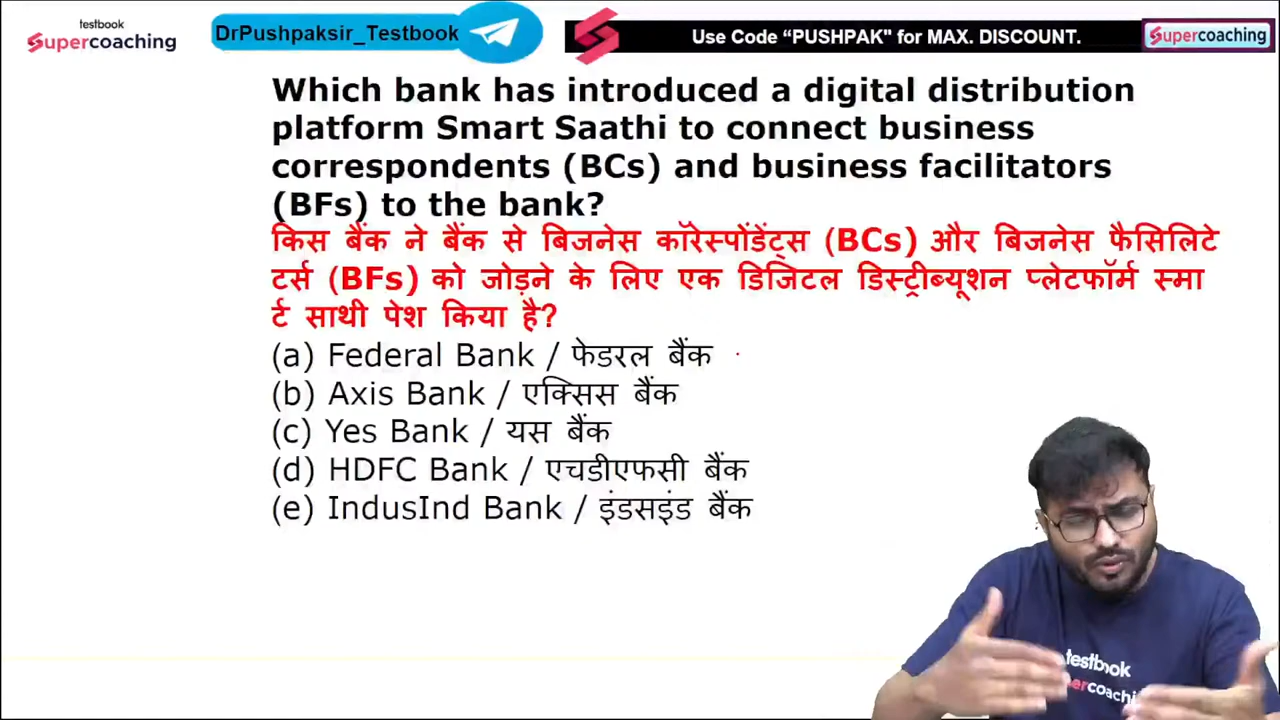 testbook
Supercoaching
DrPushpaksir_Testbook
Use Code “PUSHPAK" for MAX. DISCOUNT.
Supercoaching
Which bank has introduced a digital distribution
platform Smart Saathi to connect business
correspondents (BCs) and business facilitators
(BFs) to the bank?
किस बैंक ने बैंक से बिजनेस कॉरेस्पोंडेंट्स (BCs) और बिजनेस फैसिलिटे
टर्स (BFs) को जोड़ने के लिए एक डिजिटल डिस्ट्रीब्यूशन प्लेटफॉर्म स्मा
र्ट साथी पेश किया है?
(a) Federal Bank / फेडरल बैंक
(b) Axis Bank / एक्सिस बैंक
(c) Yes Bank / यस बैंक
(d) HDFC Bank / एचडीएफसी बैंक
(e) IndusInd Bank / इंडसइंड बैंक
testbook
percoachi